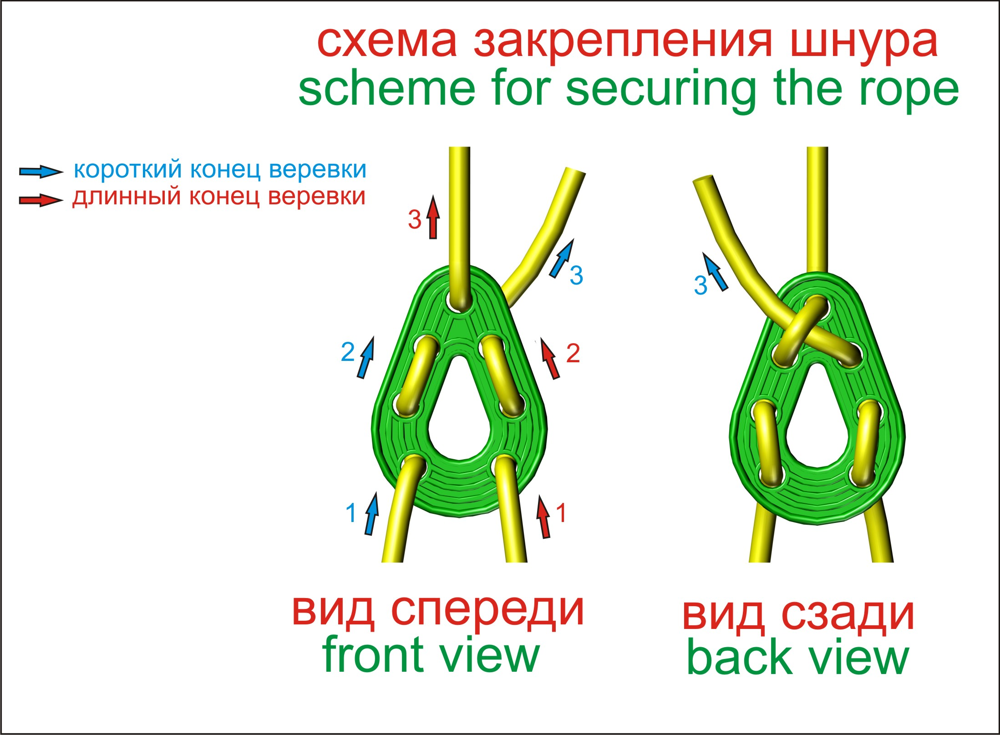 схема закрепления шнура
scheme for securing the rope
короткий конец веревки
длинный конец веревки
3
3
3
2
2
1
1
вид спереди
front view
вид сзади
back view